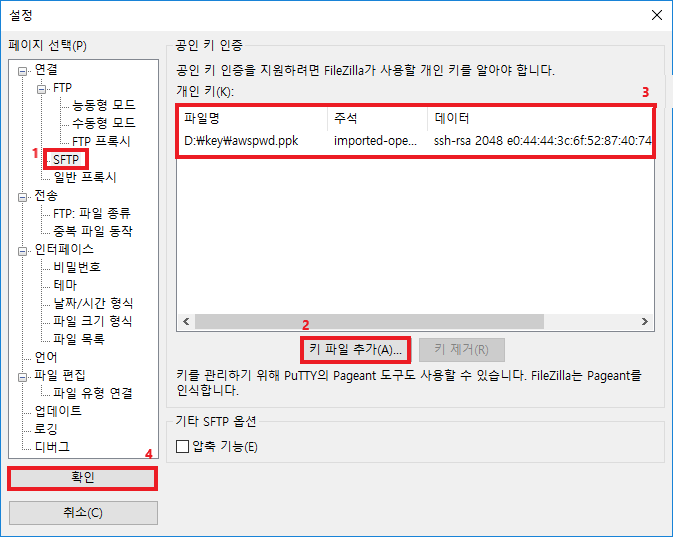 설정
페이지 선택(P)
연결
FTP
능동형 모드
수동형 모드
FTP 프록시
1
SFTP
일반 프록시
전송
FTP: 파일 종류
중복 파일 동작
인터페이스
비밀번호
테마
날짜/시간 형식
파일 크기 형식
파일 목록
언어
파일 편집
파일 유형 연결
업데이트
로깅
디버그
4
확인
취소(C)
공인 키 인증
공인 키 인증을 지원하려면 FileZilla가 사용할 개인 키를 알아야 합니다.
개인 키(K):
3
파일명 주석 데이터
D:₩key₩awspwd.ppk imported-ope... ssh-rsa 2048 e0:44:44:3c:6f:52:87:40:74
2
키 파일 추가(A)... 키 제거(R)
키를 관리하기 위해 PuTTY의 Pageant 도구도 사용할 수 있습니다. FileZilla는 Pageant를
인식합니다.
기타 SFTP 옵션
압축 기능(E)